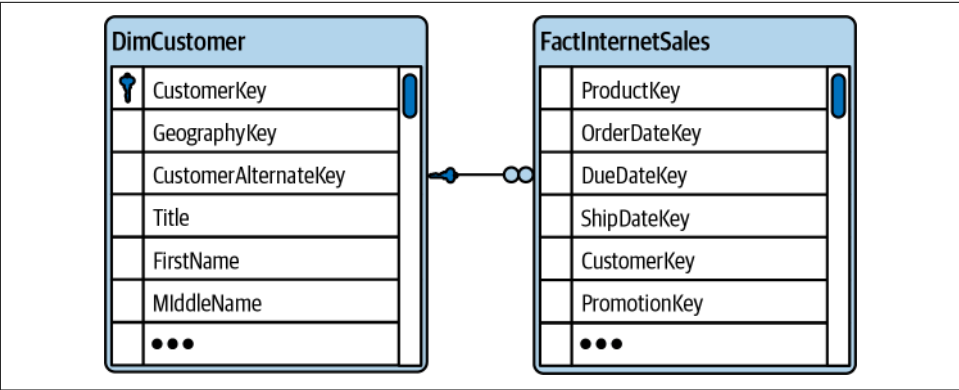 DimCustomer
CustomerKey
GeographyKey
CustomerAlternateKey
Title
FirstName
MIddleName
FactInternetSales
ProductKey
OrderDateKey
DueDateKey
ShipDateKey
CustomerKey
PromotionKey